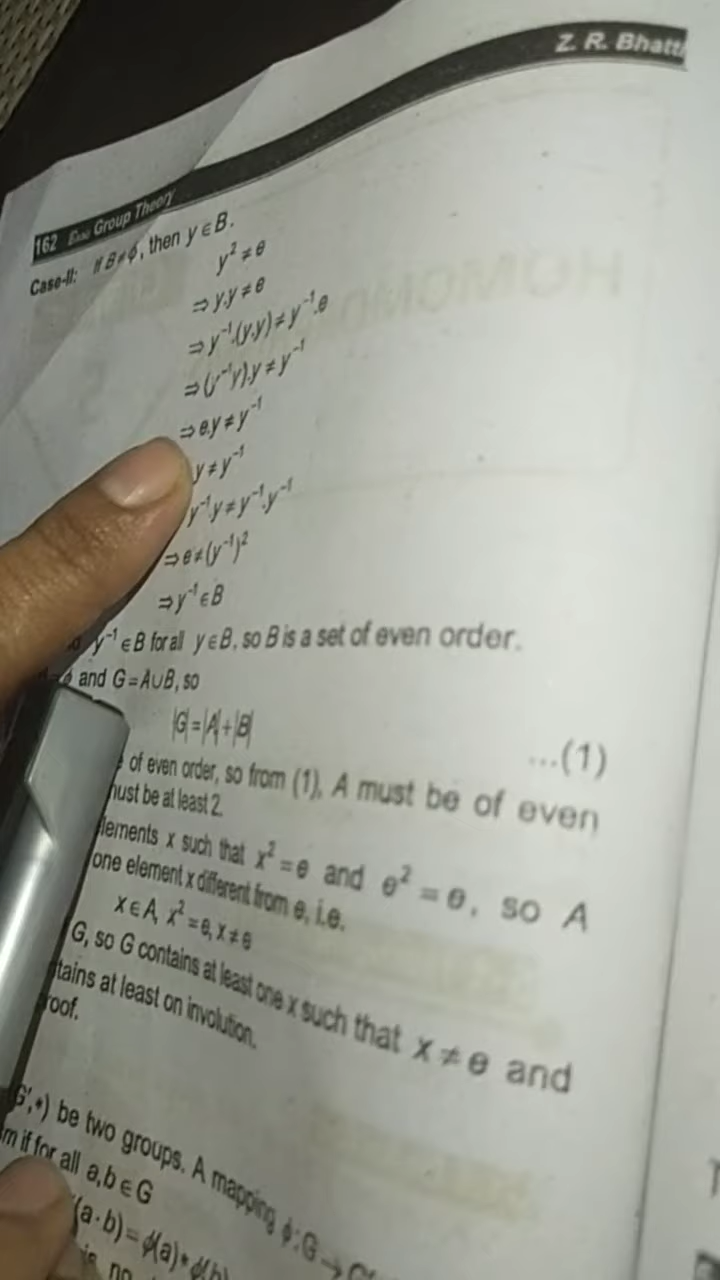 Z. R. Bhatti
162 Group Theory
Case-II: If B≠ϕ, then y∈B.
y² ≠ e
⇒ y.y ≠ e
⇒ y⁻¹.(y.y) ≠ y⁻¹.e
⇒ (y⁻¹y).y ≠ y⁻¹
⇒ e.y ≠ y⁻¹
y ≠ y⁻¹
y⁻¹.y ≠ y⁻¹.y⁻¹
⇒ e ≠ (y⁻¹)²
⇒ y⁻¹∈B
y⁻¹∈B for all y∈B, so B is a set of even order.
and G=A∪B, so
|G|=|A|+|B| ...(1)
of even order, so from (1), A must be of even
must be at least 2.
elements x such that x² = e and e² = e, so A
one element x different from e, i.e.
x∈A, x² = e, x≠e
G, so G contains at least one x such that x ≠ e and
tains at least on involution.
roof.
G',*) be two groups. A mapping ϕ:G→G'
m if for all a,b∈G
(a·b)=ϕ(a)*ϕ(b)
is no